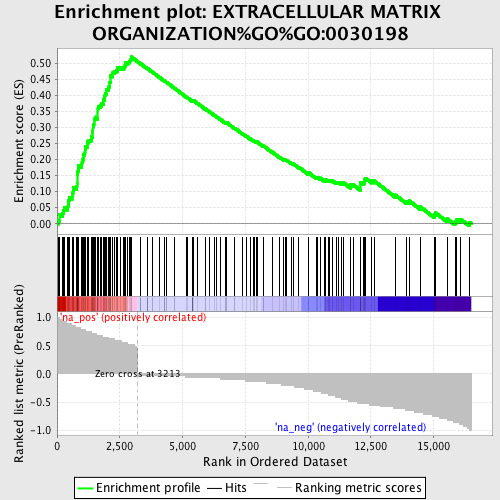 Enrichment plot: EXTRACELLULAR MATRIX
ORGANIZATION%GO%GO:0030198
Enrichment score (ES)
0.50
0.45
0.40
0.35
0.30
0.25
0.20
0.15
0.10
0.05
0.00
Ranked list metric (PreRanked)
1.0
0.5
0.0
-0.5
-1.0
'na_pos' (positively correlated)
Zero cross at 3213
'na_neg' (negatively correlated)
0
2,500
5,000
7,500
10,000
12,500
15,000
Rank in Ordered Dataset
Enrichment profile
Hits
Ranking metric scores